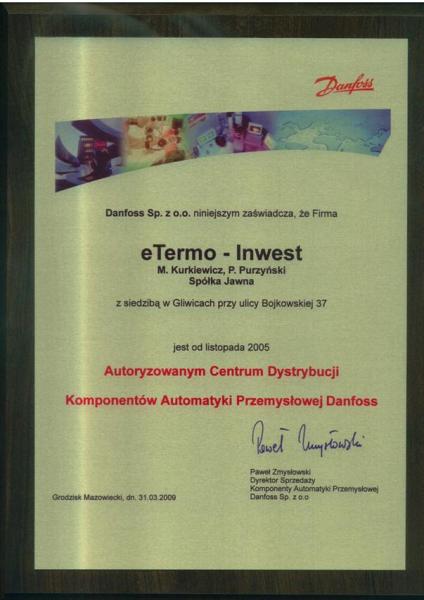 Danfoss
Danfoss Sp. z o.o. niniejszym zaświadcza, że Firma
eTermo - Inwest
M. Kurkiewicz, P. Purzyński
Spółka Jawna
z siedzibą w Gliwicach przy ulicy Bojkowskiej 37
jest od listopada 2005
Autoryzowanym Centrum Dystrybucji
Komponentów Automatyki Przemysłowej Danfoss
Paweł Zmysłowski
Paweł Zmysłowski
Dyrektor Sprzedaży
Komponenty Automatyki Przemysłowej
Grodzisk Mazowiecki, dn. 31.03.2009
Danfoss Sp. z o.o